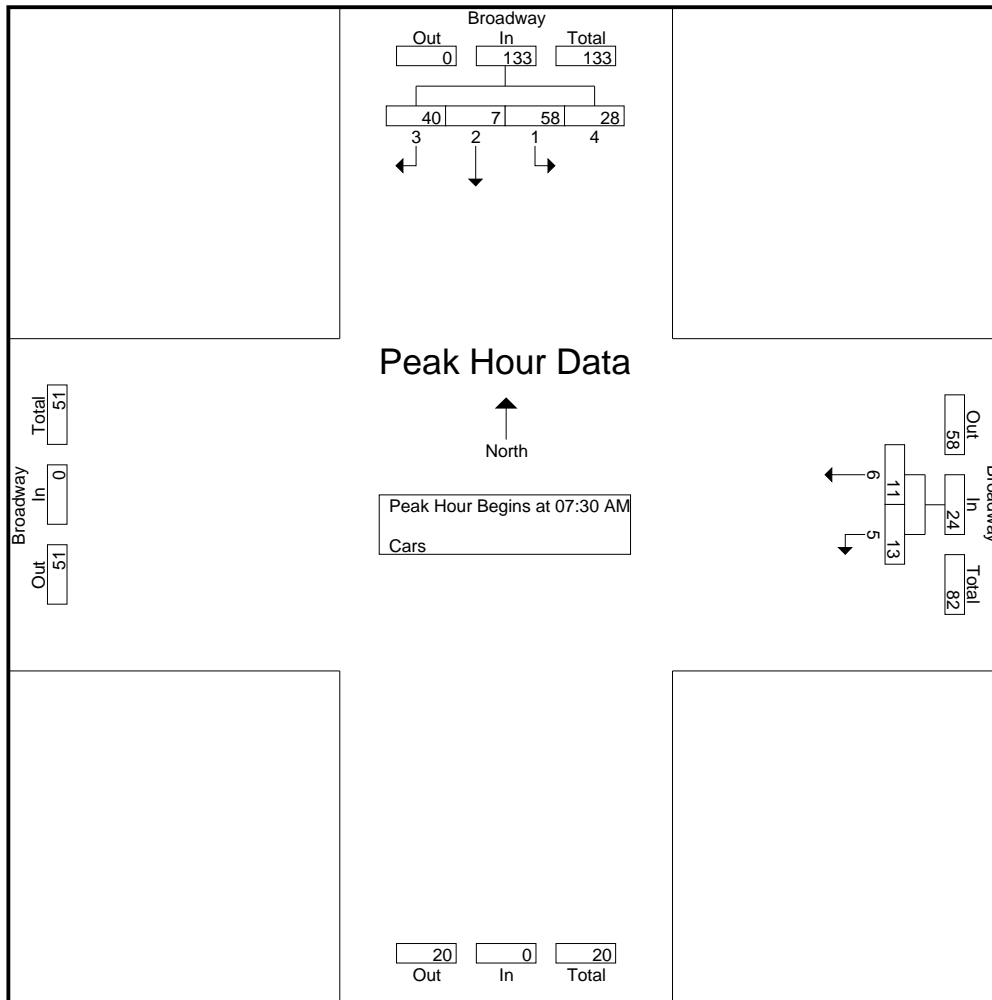 Broadway
Out In Total
0 133 133
40 7 58 28
3 2 1 4
Peak Hour Data
North
Peak Hour Begins at 07:30 AM
Cars
Broadway
Total In Out
51 0 51
Broadway
Out In Total
58 24 82
11 13
6 5
20 0 20
Out In Total